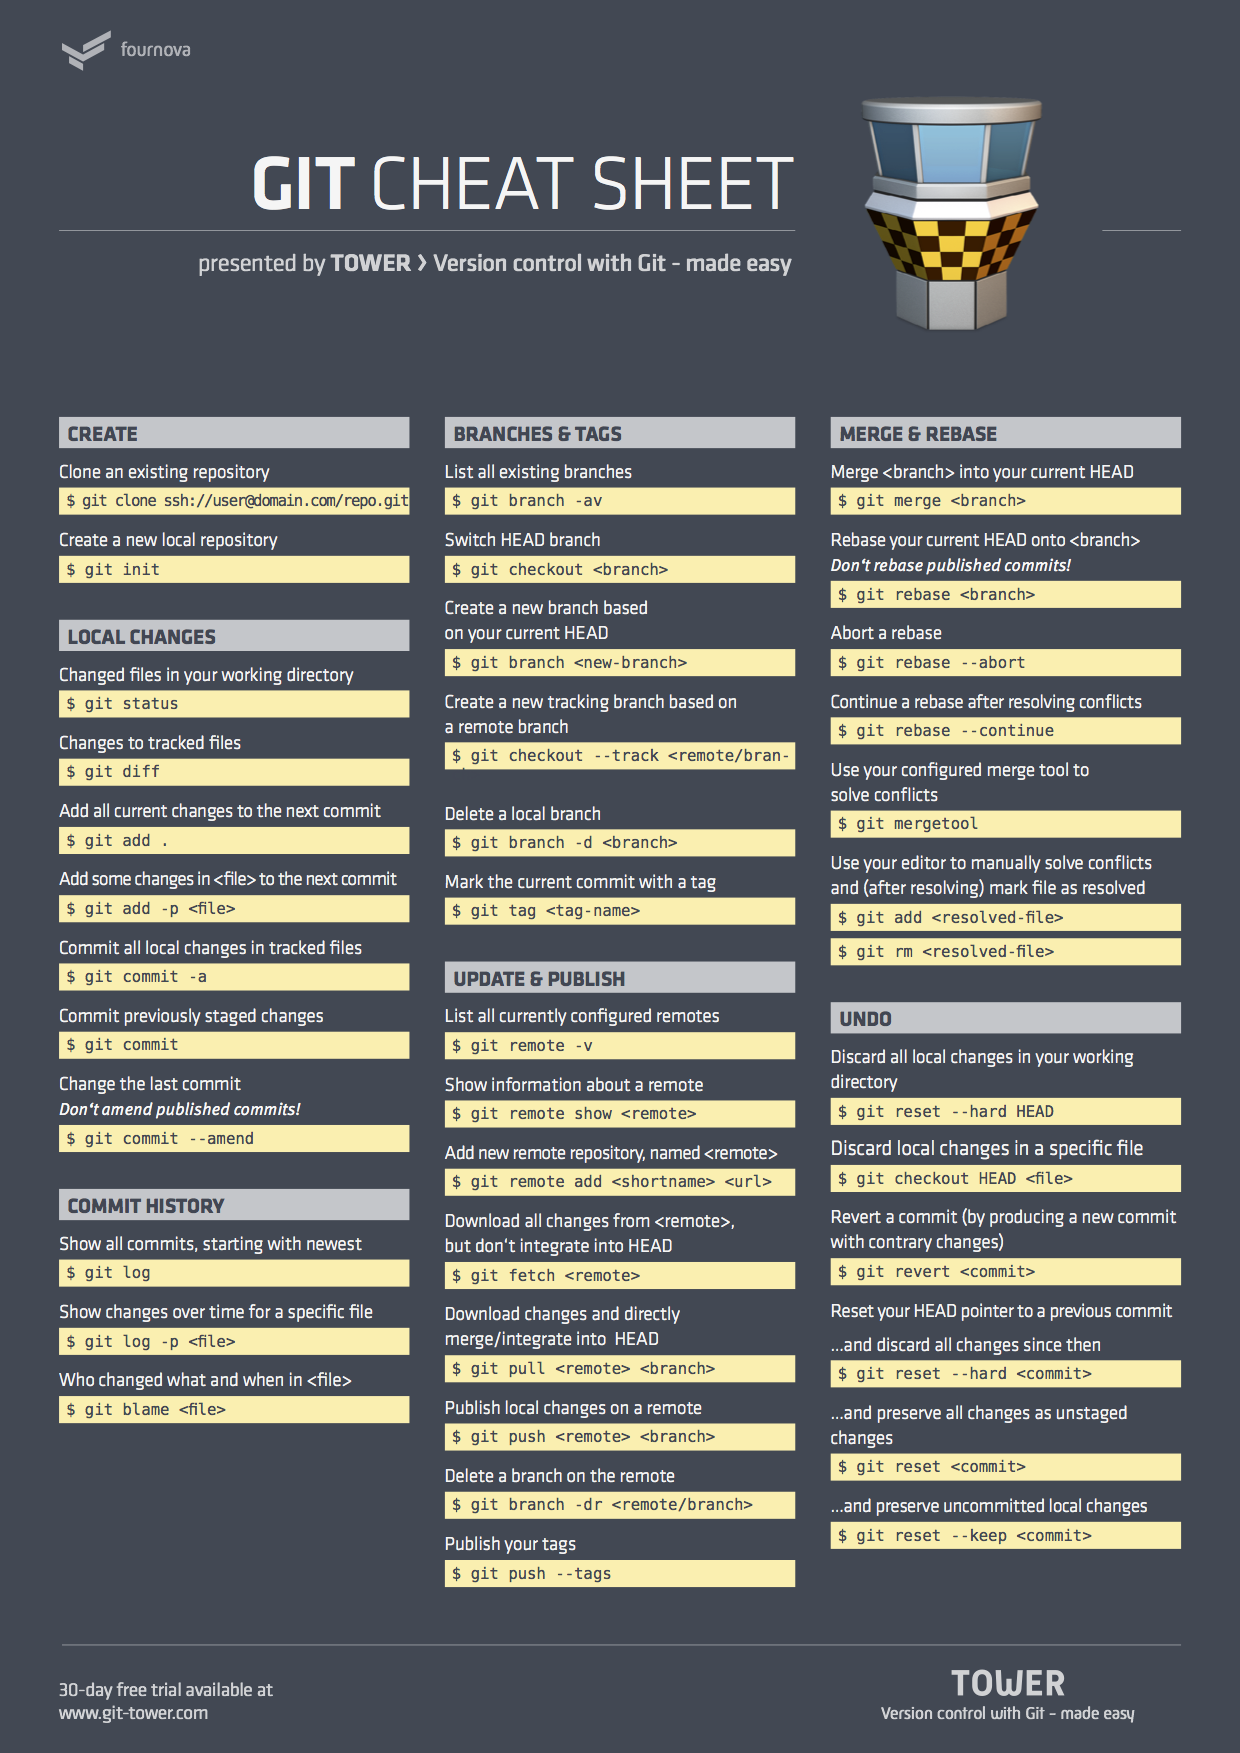 fournova
GIT CHEAT SHEET
presented by TOWER › Version control with Git - made easy
CREATE
Clone an existing repository
$ git clone ssh://user@domain.com/repo.git
Create a new local repository
$ git init
LOCAL CHANGES
Changed files in your working directory
$ git status
Changes to tracked files
$ git diff
Add all current changes to the next commit
$ git add .
Add some changes in <file> to the next commit
$ git add -p <file>
Commit all local changes in tracked files
$ git commit -a
Commit previously staged changes
$ git commit
Change the last commit
Don't amend published commits!
$ git commit --amend
COMMIT HISTORY
Show all commits, starting with newest
$ git log
Show changes over time for a specific file
$ git log -p <file>
Who changed what and when in <file>
$ git blame <file>
BRANCHES & TAGS
List all existing branches
$ git branch -av
Switch HEAD branch
$ git checkout <branch>
Create a new branch based
on your current HEAD
$ git branch <new-branch>
Create a new tracking branch based on
a remote branch
$ git checkout --track <remote/bran-
Delete a local branch
$ git branch -d <branch>
Mark the current commit with a tag
$ git tag <tag-name>
UPDATE & PUBLISH
List all currently configured remotes
$ git remote -v
Show information about a remote
$ git remote show <remote>
Add new remote repository, named <remote>
$ git remote add <shortname> <url>
Download all changes from <remote>,
but don't integrate into HEAD
$ git fetch <remote>
Download changes and directly
merge/integrate into HEAD
$ git pull <remote> <branch>
Publish local changes on a remote
$ git push <remote> <branch>
Delete a branch on the remote
$ git branch -dr <remote/branch>
Publish your tags
$ git push --tags
MERGE & REBASE
Merge <branch> into your current HEAD
$ git merge <branch>
Rebase your current HEAD onto <branch>
Don't rebase published commits!
$ git rebase <branch>
Abort a rebase
$ git rebase --abort
Continue a rebase after resolving conflicts
$ git rebase --continue
Use your configured merge tool to
solve conflicts
$ git mergetool
Use your editor to manually solve conflicts
and (after resolving) mark file as resolved
$ git add <resolved-file>
$ git rm <resolved-file>
UNDO
Discard all local changes in your working
directory
$ git reset --hard HEAD
Discard local changes in a specific file
$ git checkout HEAD <file>
Revert a commit (by producing a new commit
with contrary changes)
$ git revert <commit>
Reset your HEAD pointer to a previous commit
...and discard all changes since then
$ git reset --hard <commit>
...and preserve all changes as unstaged
changes
$ git reset <commit>
...and preserve uncommitted local changes
$ git reset --keep <commit>
30-day free trial available at
www.git-tower.com
TOWER
Version control with Git - made easy